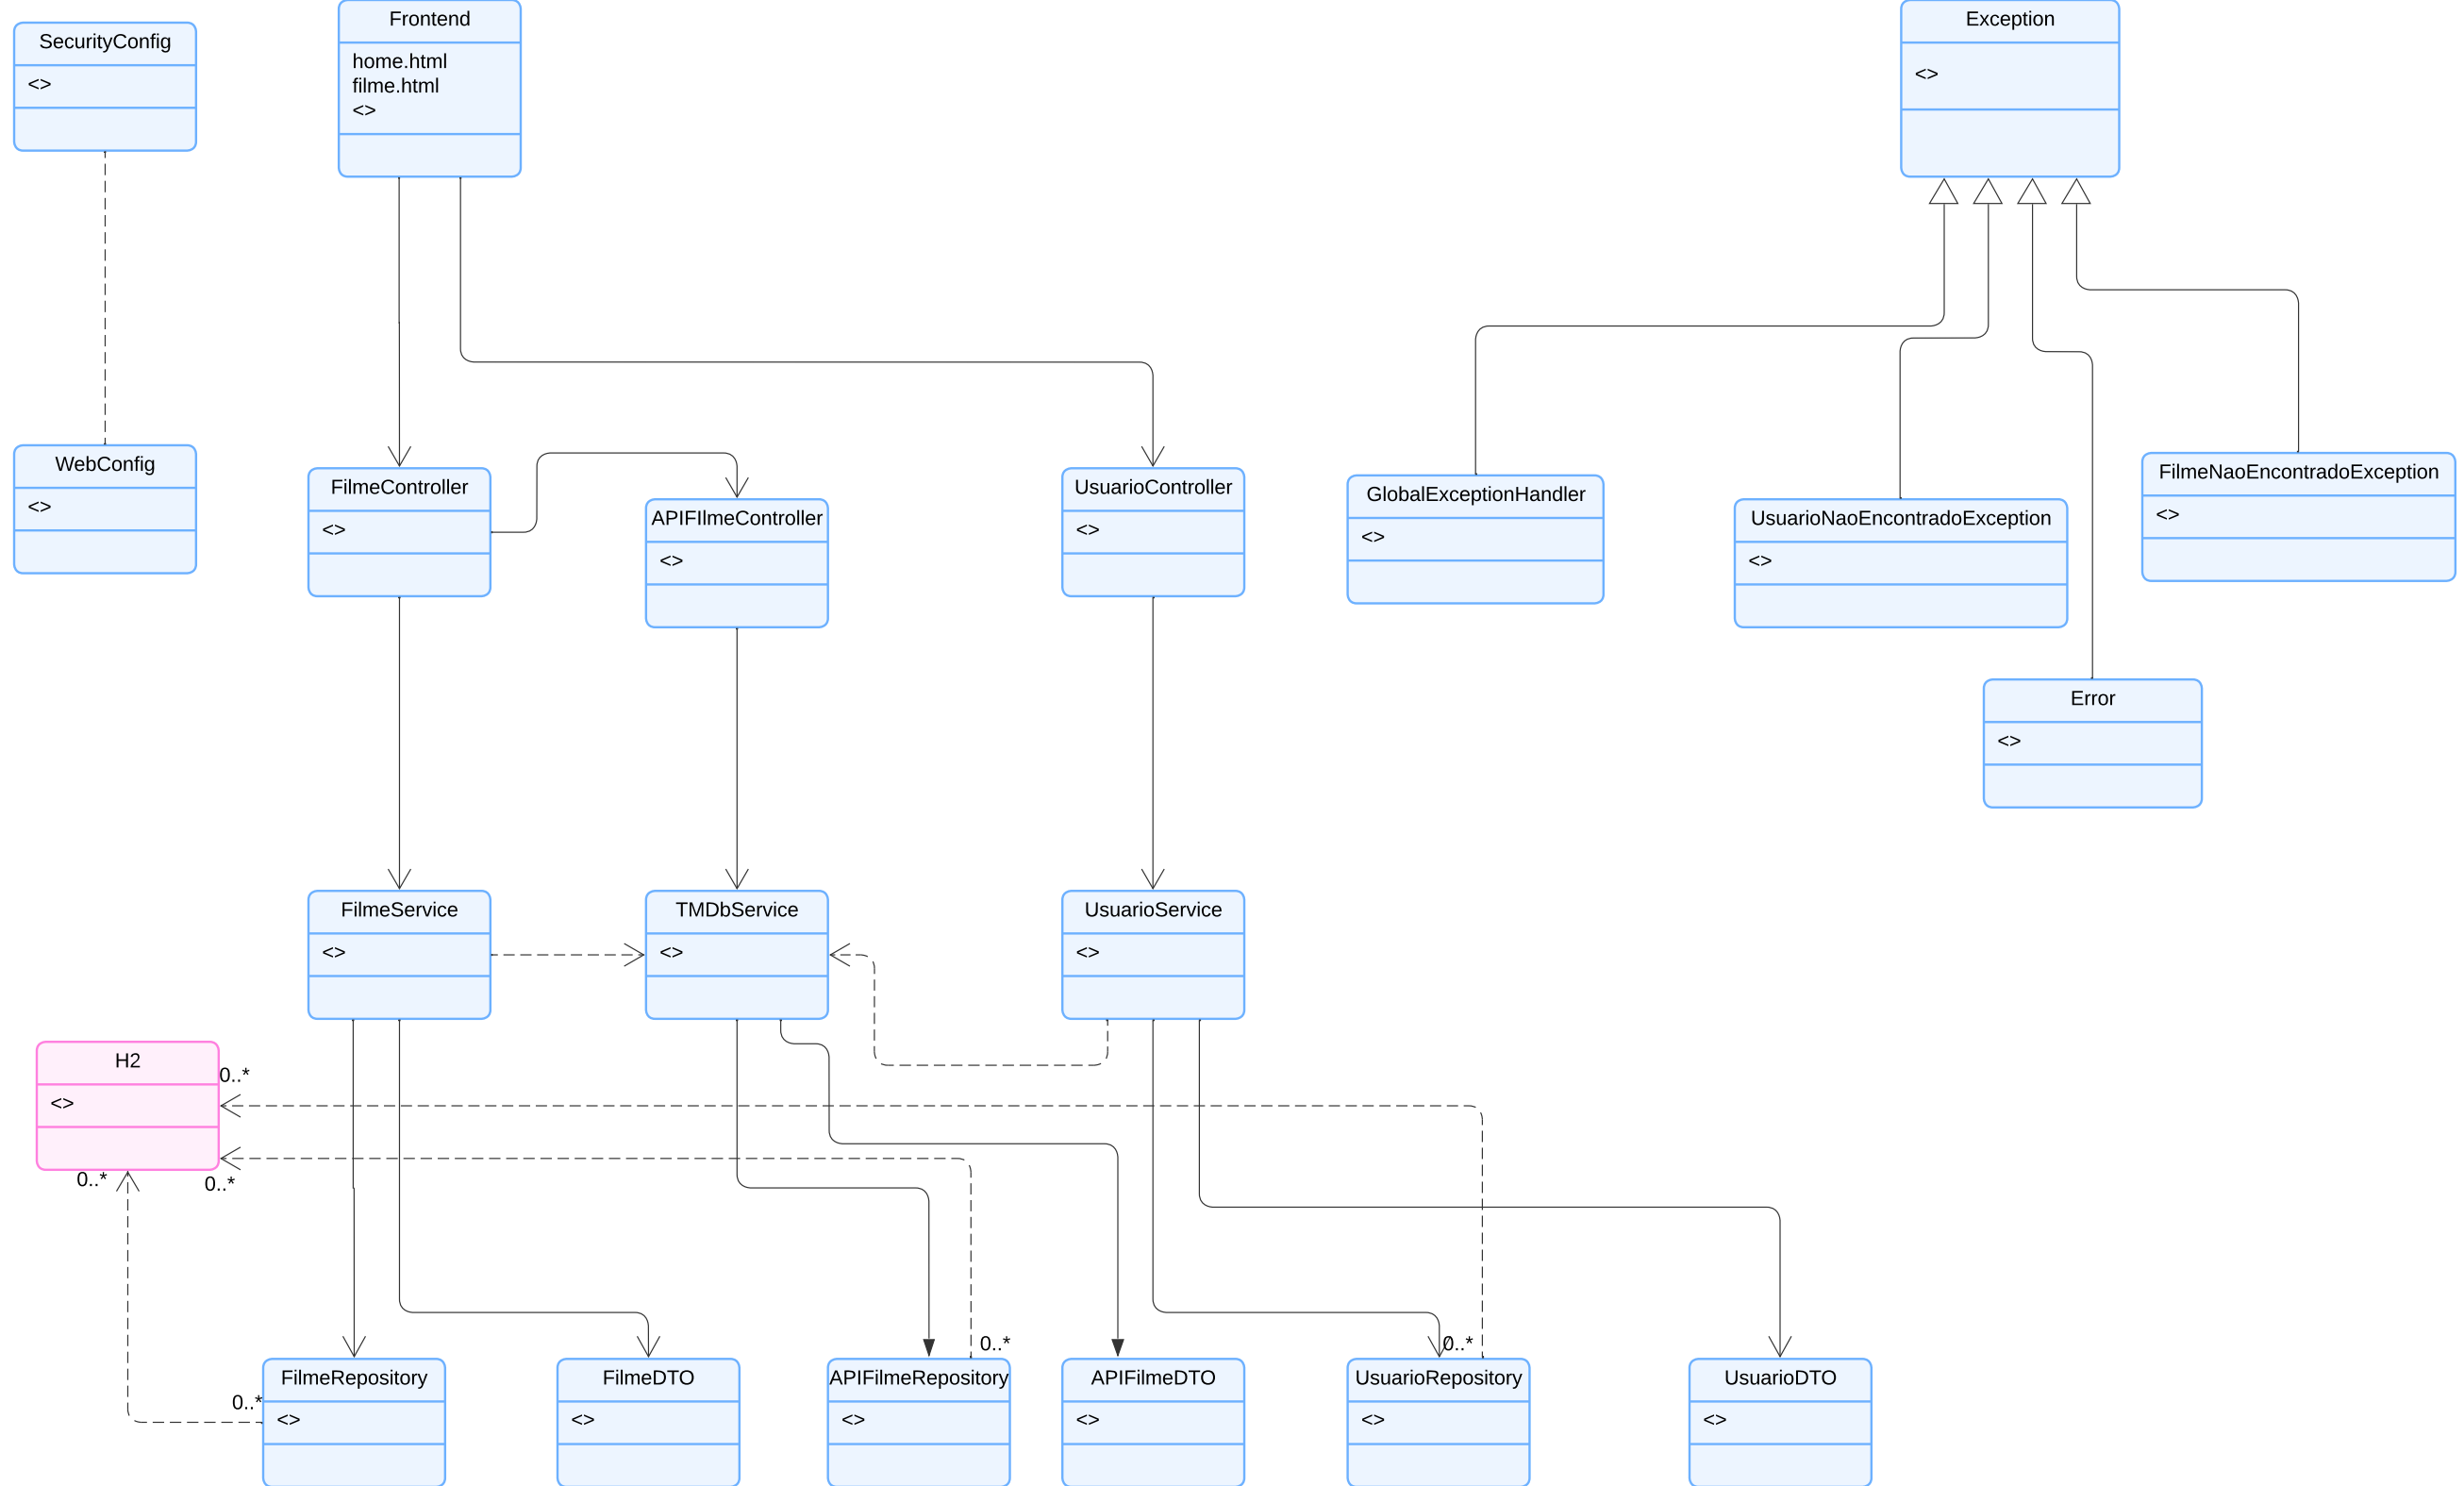 Frontend
home.html
filme.html
<>
Exception
<>
SecurityConfig
<>
WebConfig
<>
FilmeController
<>
APIFIlmeController
<>
UsuarioController
<>
GlobalExceptionHandler
<>
UsuarioNaoEncontradoException
<>
FilmeNaoEncontradoException
<>
Error
<>
FilmeService
<>
TMDbService
<>
UsuarioService
<>
H2
<>
0..*
0..*
0..*
0..*
0..*
0..*
FilmeRepository
<>
FilmeDTO
<>
APIFilmeRepository
<>
APIFilmeDTO
<>
UsuarioRepository
<>
UsuarioDTO
<>